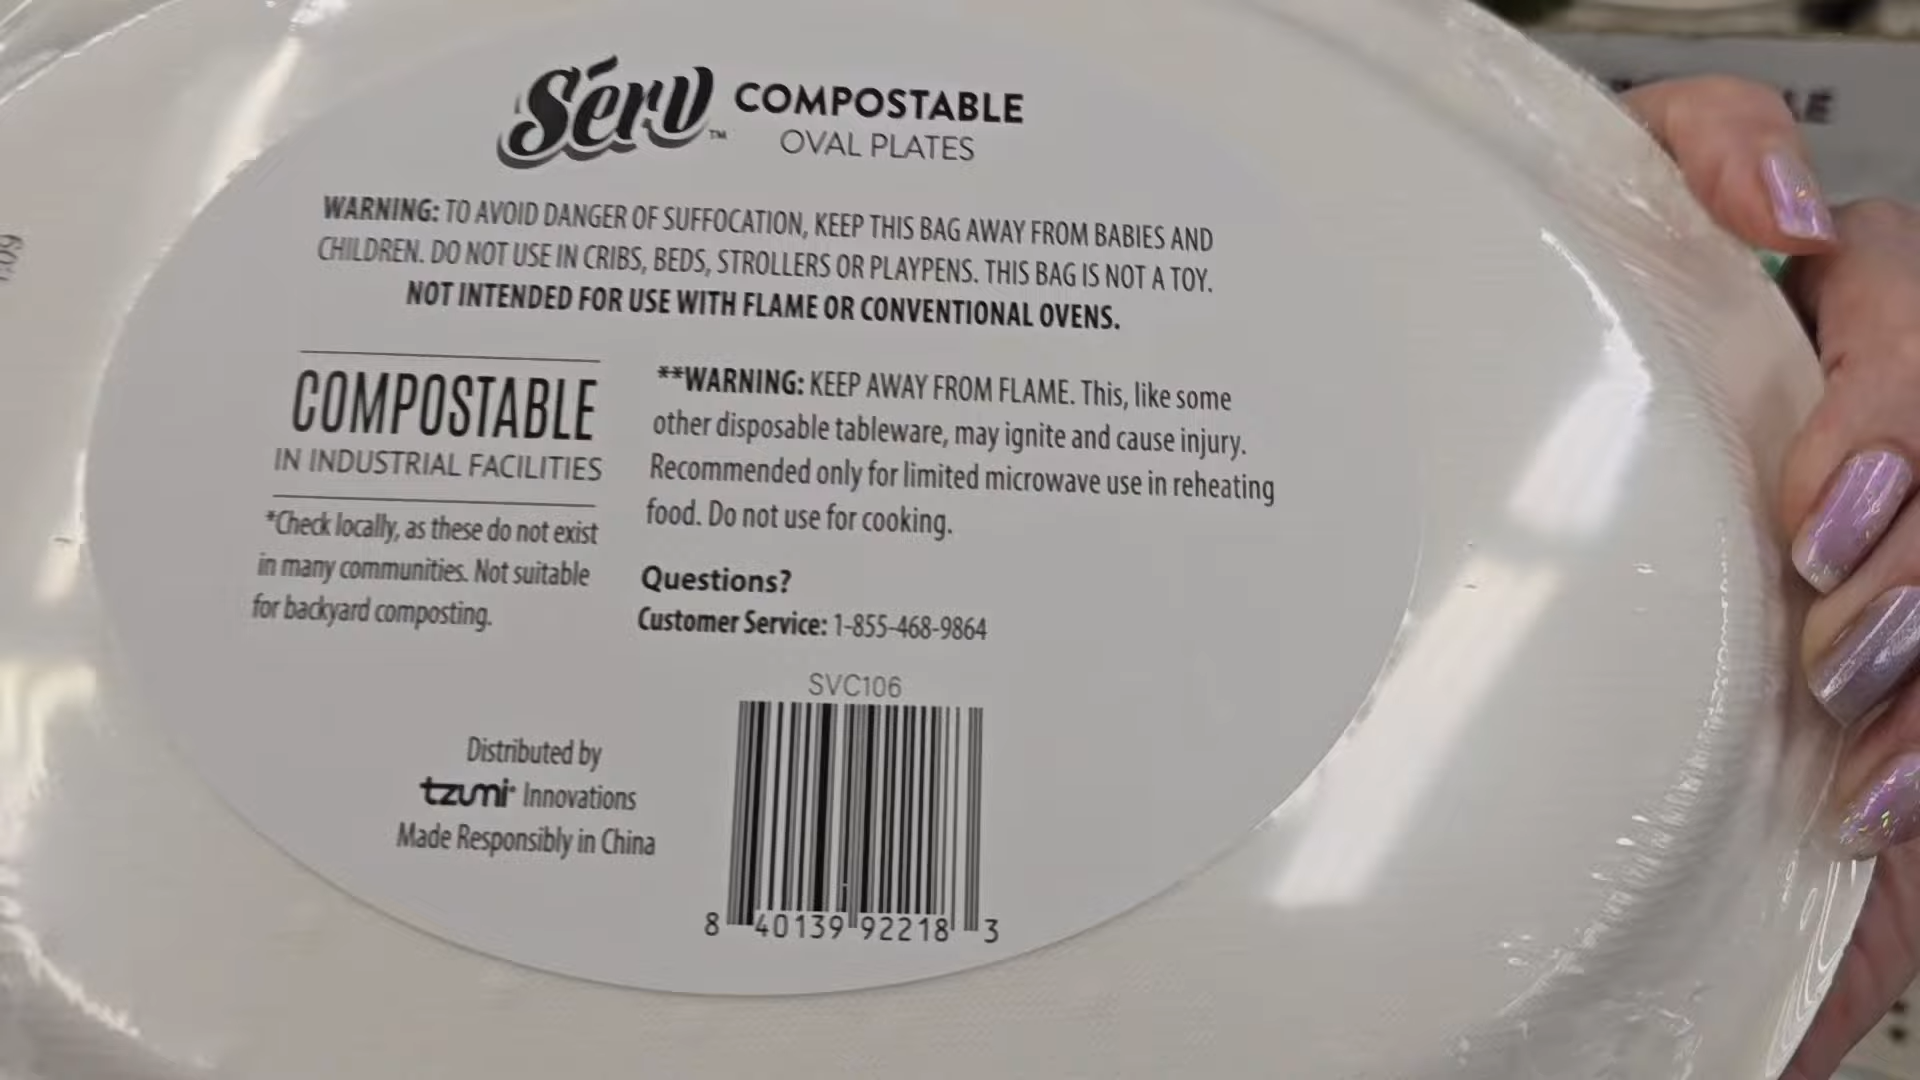 Sérv™ COMPOSTABLE
OVAL PLATES
WARNING: TO AVOID DANGER OF SUFFOCATION, KEEP THIS BAG AWAY FROM BABIES AND
CHILDREN. DO NOT USE IN CRIBS, BEDS, STROLLERS OR PLAYPENS. THIS BAG IS NOT A TOY.
NOT INTENDED FOR USE WITH FLAME OR CONVENTIONAL OVENS.
COMPOSTABLE
IN INDUSTRIAL FACILITIES
*Check locally, as these do not exist
in many communities. Not suitable
for backyard composting.
**WARNING: KEEP AWAY FROM FLAME. This, like some
other disposable tableware, may ignite and cause injury.
Recommended only for limited microwave use in reheating
food. Do not use for cooking.
Questions?
Customer Service: 1-855-468-9864
Distributed by
tzumi Innovations
Made Responsibly in China
SVC106
8 40139 92218 3